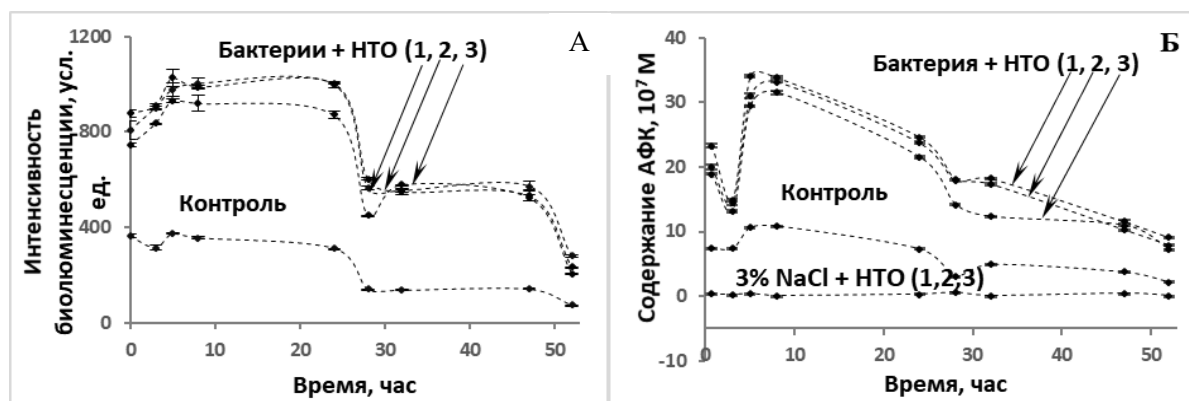 А
Бактерии + НТО (1, 2, 3)
Контроль
Интенсивность
биолюминесценции, усл.
ед.
1200
800
400
0
0
10
20
30
40
50
Время, час
Б
Бактерия + НТО (1, 2, 3)
Контроль
3% NaCl + НТО (1,2,3)
Содержание АФК, 10⁷ М
40
30
20
10
0
-10
0
10
20
30
40
50
Время, час